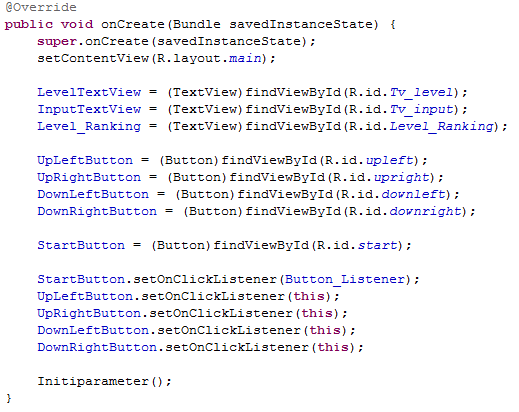 @Override
public void onCreate(Bundle savedInstanceState) {
    super.onCreate(savedInstanceState);
    setContentView(R.layout.main);

    LevelTextView = (TextView)findViewById(R.id.Tv_level);
    InputTextView = (TextView)findViewById(R.id.Tv_input);
    Level_Ranking = (TextView)findViewById(R.id.Level_Ranking);

    UpLeftButton = (Button)findViewById(R.id.upleft);
    UpRightButton = (Button)findViewById(R.id.upright);
    DownLeftButton = (Button)findViewById(R.id.downleft);
    DownRightButton = (Button)findViewById(R.id.downright);

    StartButton = (Button)findViewById(R.id.start);

    StartButton.setOnClickListener(Button_Listener);
    UpLeftButton.setOnClickListener(this);
    UpRightButton.setOnClickListener(this);
    DownLeftButton.setOnClickListener(this);
    DownRightButton.setOnClickListener(this);

    Initiparameter();
}